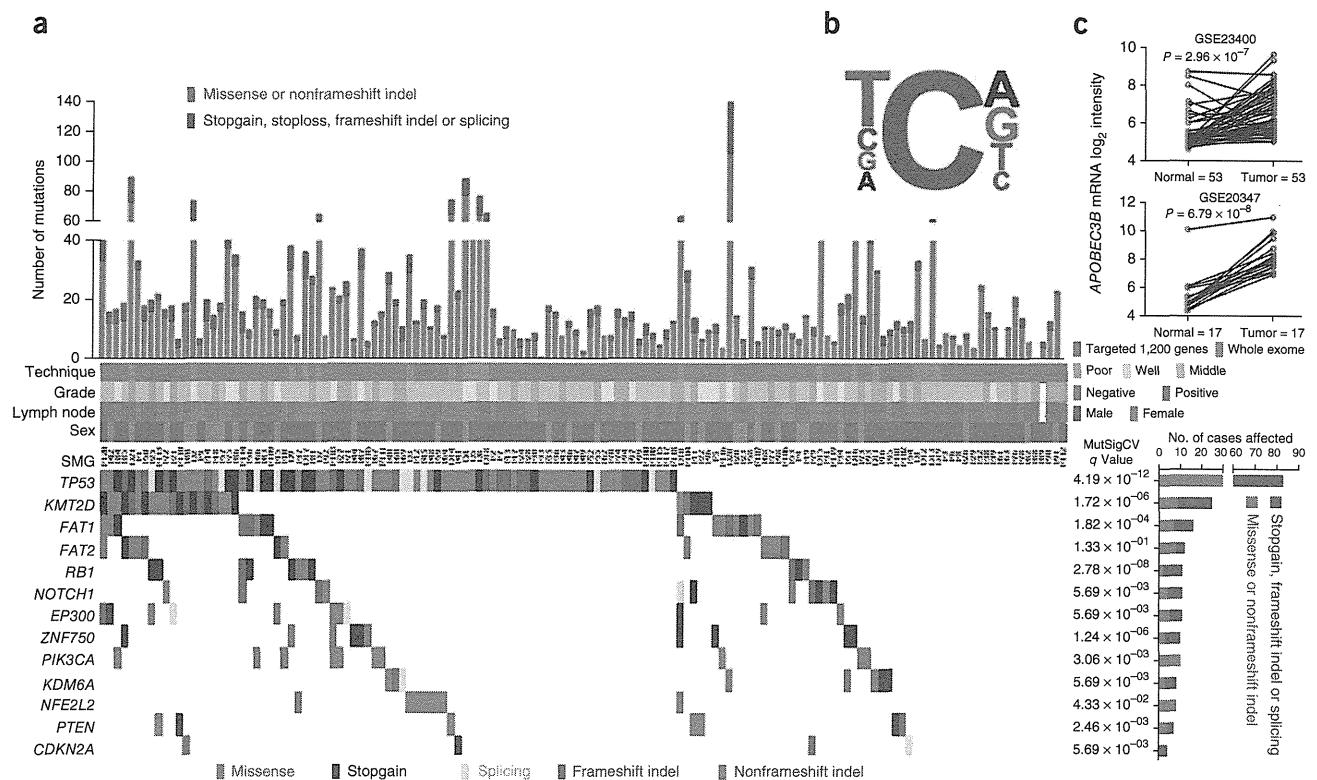 a
Missense or nonframeshift indel
Stopgain, stoploss, frameshift indel or splicing
Number of mutations
140
120
100
80
60
40
20
0
Technique
Grade
Lymph node
Sex
SMG
TP53
KMT2D
FAT1
FAT2
RB1
NOTCH1
EP300
ZNF750
PIK3CA
KDM6A
NFE2L2
PTEN
CDKN2A
Missense Stopgain Splicing Frameshift indel Nonframeshift indel
b
T C A
C G
G T
A C
c
APOBEC3B mRNA log2 intensity
GSE23400
P = 2.96 × 10−7
10
8
6
4
Normal = 53 Tumor = 53
GSE20347
P = 6.79 × 10−8
12
10
8
6
4
Normal = 17 Tumor = 17
Targeted 1,200 genes Whole exome
Poor Well Middle
Negative Positive
Male Female
MutSigCV
q Value
No. of cases affected
0 10 20 30 60 70 80 90
4.19 × 10−12
1.72 × 10−06
1.82 × 10−04
1.33 × 10−01
2.78 × 10−08
5.69 × 10−03
5.69 × 10−03
1.24 × 10−06
3.06 × 10−03
5.69 × 10−03
4.33 × 10−02
2.46 × 10−03
5.69 × 10−03
Stopgain, frameshift indel or splicing
Missense or nonframeshift indel